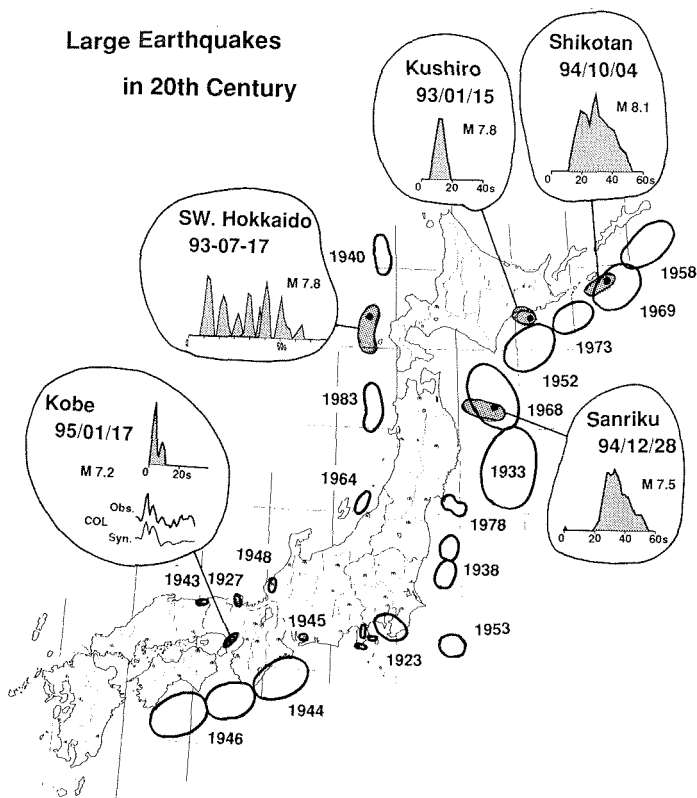 Large Earthquakes
in 20th Century
Kushiro
93/01/15
M 7.8
0 20 40s
Shikotan
94/10/04
M 8.1
0 20 40 60s
SW. Hokkaido
93-07-17
M 7.8
0 60s
Kobe
95/01/17
M 7.2
0 20s
Obs.
COL
Syn.
Sanriku
94/12/28
M 7.5
0 20 40 60s
1940
1958
1969
1973
1952
1983
1968
1933
1964
1978
1948
1943 1927
1938
1945
1953
1923
1944
1946